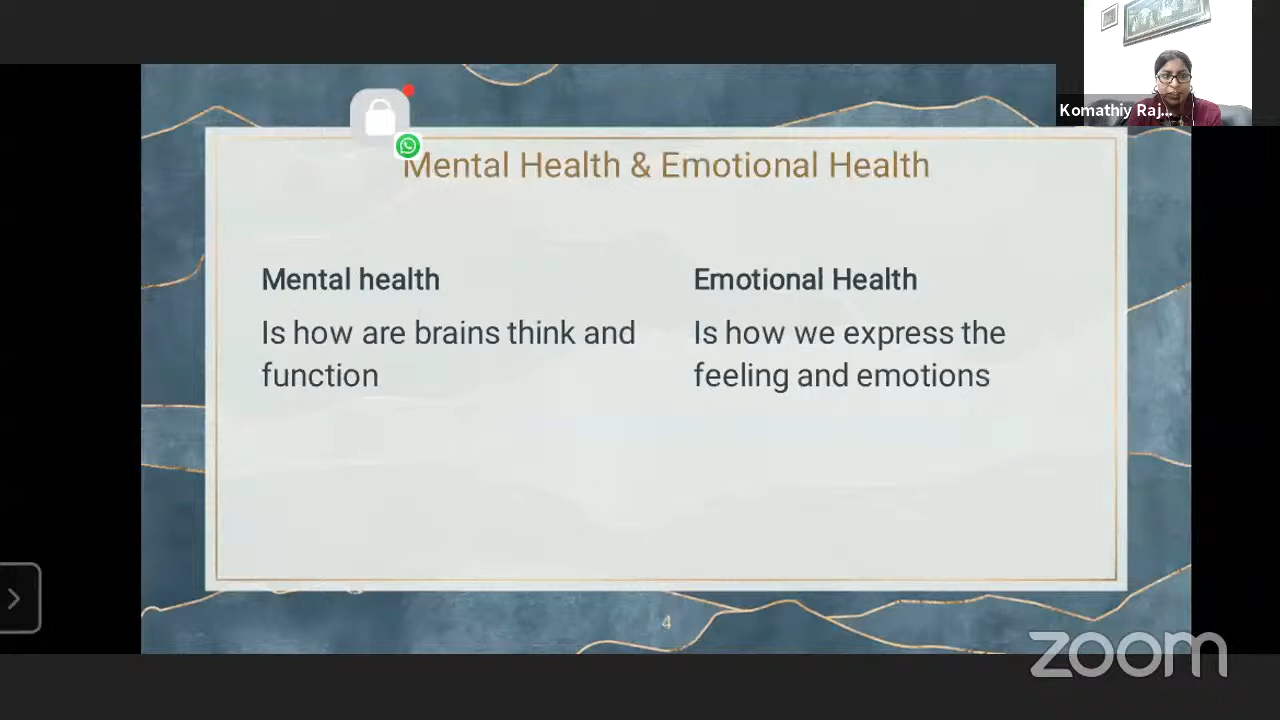 Komathiy Raj...
Mental Health & Emotional Health
Mental health
Is how are brains think and
function
Emotional Health
Is how we express the
feeling and emotions
4
zoom